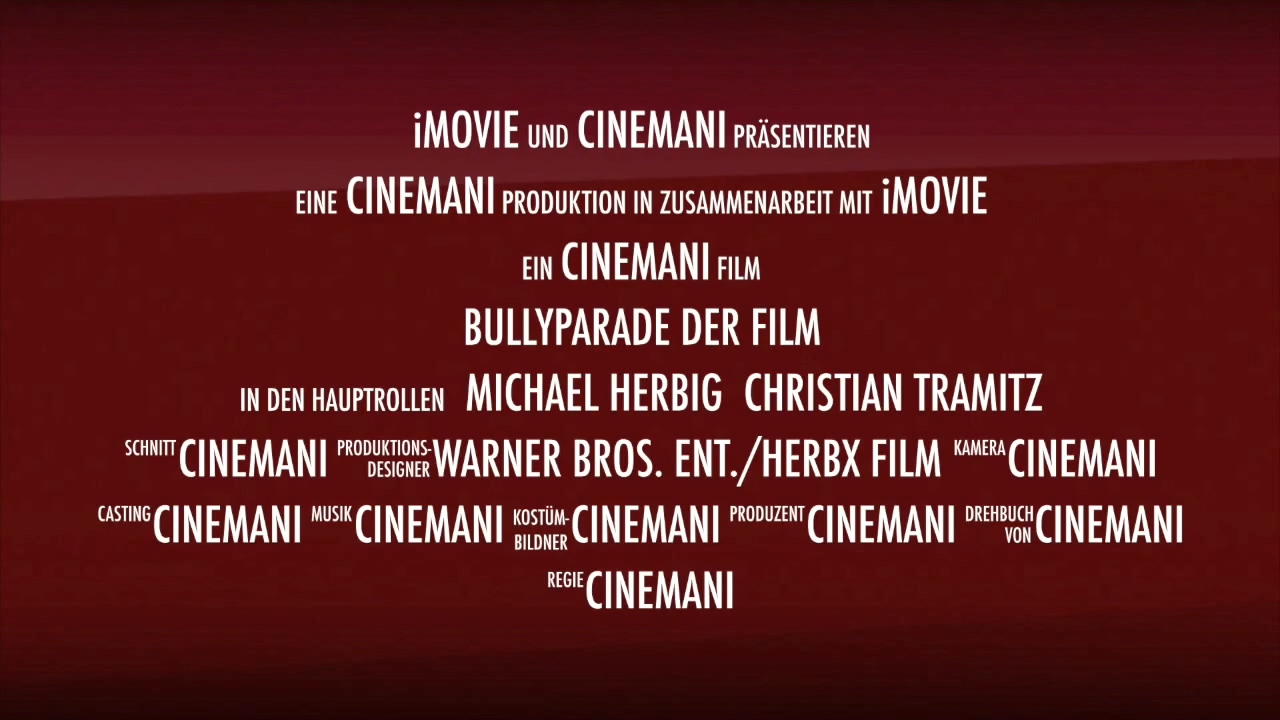 iMOVIE UND CINEMANI PRÄSENTIEREN
EINE CINEMANI PRODUKTION IN ZUSAMMENARBEIT MIT iMOVIE
EIN CINEMANI FILM
BULLYPARADE DER FILM
IN DEN HAUPTROLLEN MICHAEL HERBIG CHRISTIAN TRAMITZ
SCHNITT CINEMANI PRODUKTIONS-DESIGNER WARNER BROS. ENT./HERBX FILM KAMERA CINEMANI
CASTING CINEMANI MUSIK CINEMANI KOSTÜM-BILDNER CINEMANI PRODUZENT CINEMANI DREHBUCH VON CINEMANI
REGIE CINEMANI